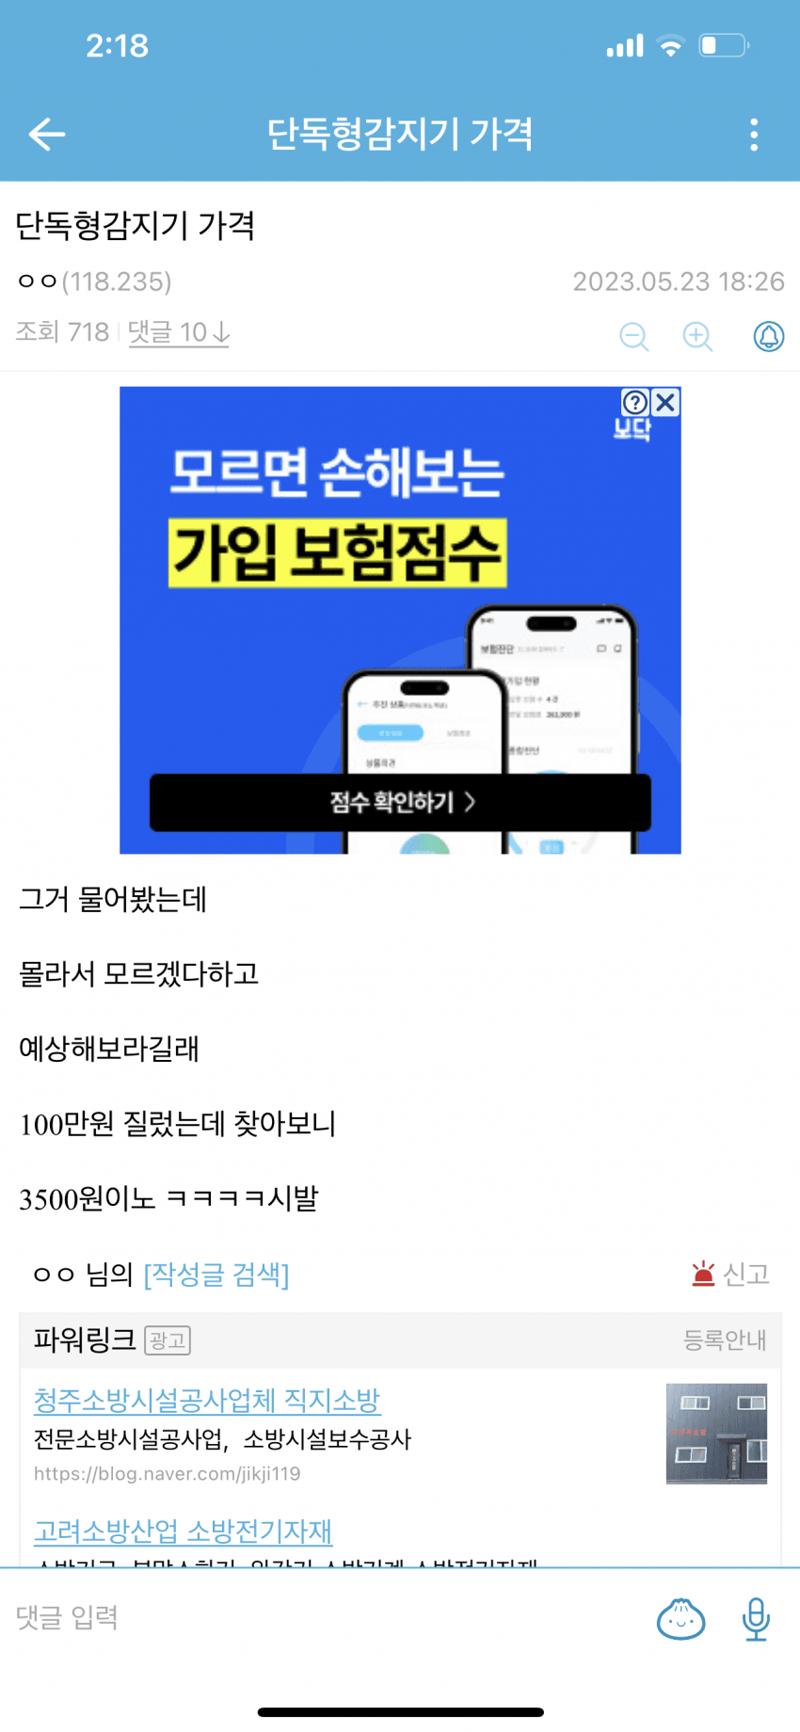 2:18
단독형감지기 가격
단독형감지기 가격
ㅇㅇ(118.235)
2023.05.23 18:26
조회 718
댓글 10↓
보닥
모르면 손해보는
가입 보험점수
점수 확인하기 >
그거 물어봤는데
몰라서 모르겠다하고
예상해보라길래
100만원 질렀는데 찾아보니
3500원이노 ㅋㅋㅋㅋ시발
ㅇㅇ 님의 [작성글 검색]
신고
파워링크 광고
등록안내
청주소방시설공사업체 직지소방
전문소방시설공사업, 소방시설보수공사
https://blog.naver.com/jikji119
고려소방산업 소방전기자재
댓글 입력